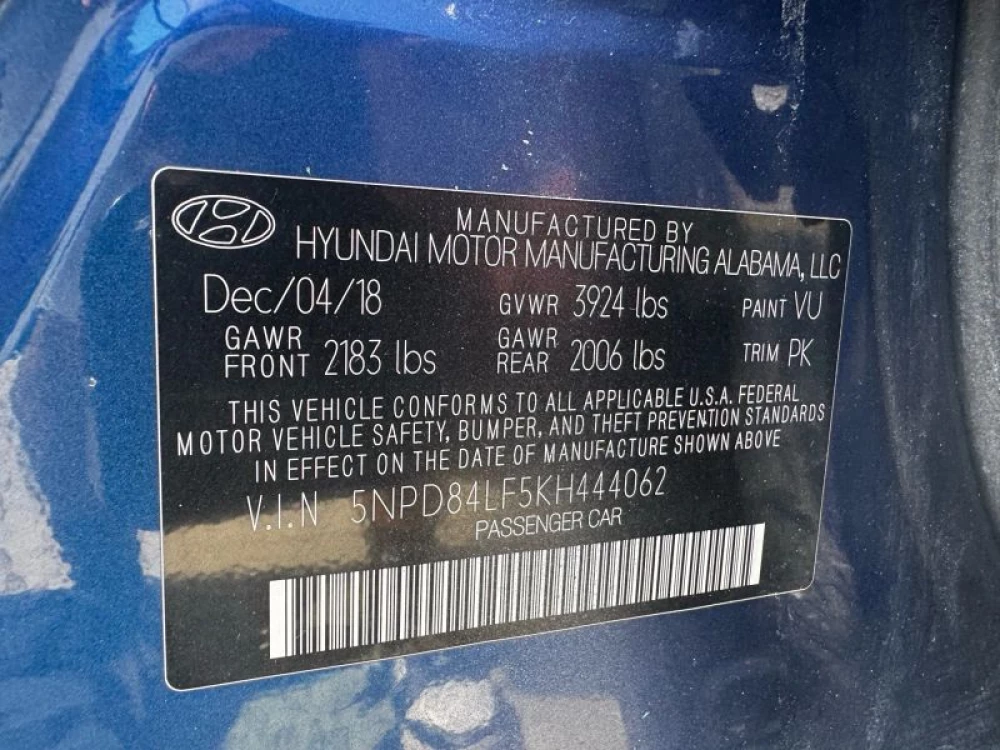 MANUFACTURED BY
HYUNDAI MOTOR MANUFACTURING ALABAMA, LLC
Dec/04/18 GVWR 3924 lbs PAINT VU
GAWR FRONT 2183 lbs GAWR REAR 2006 lbs TRIM PK
THIS VEHICLE CONFORMS TO ALL APPLICABLE U.S.A. FEDERAL
MOTOR VEHICLE SAFETY, BUMPER, AND THEFT PREVENTION STANDARDS
IN EFFECT ON THE DATE OF MANUFACTURE SHOWN ABOVE
V.I.N 5NPD84LF5KH444062
PASSENGER CAR